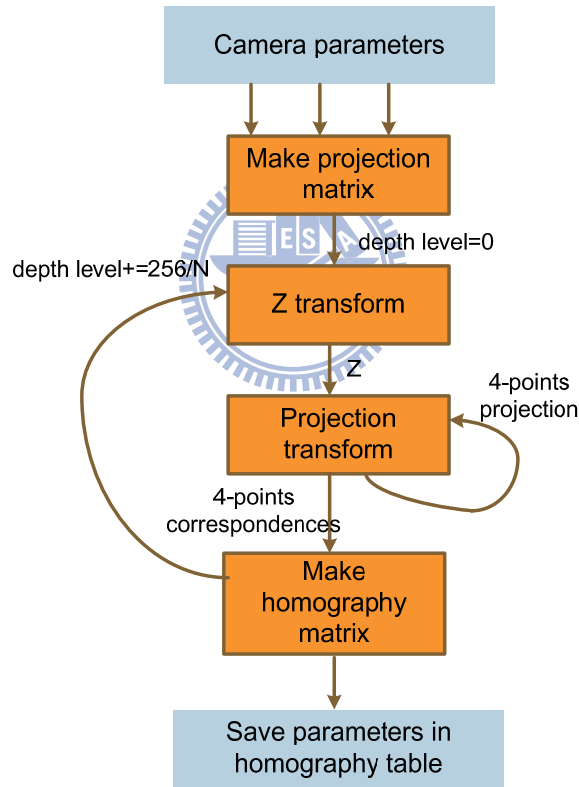 Camera parameters
Make projection
matrix
E S A
depth level=0
depth level+=256/N
Z transform
Z
4-points
projection
Projection
transform
4-points
correspondences
Make
homography
matrix
Save parameters in
homography table